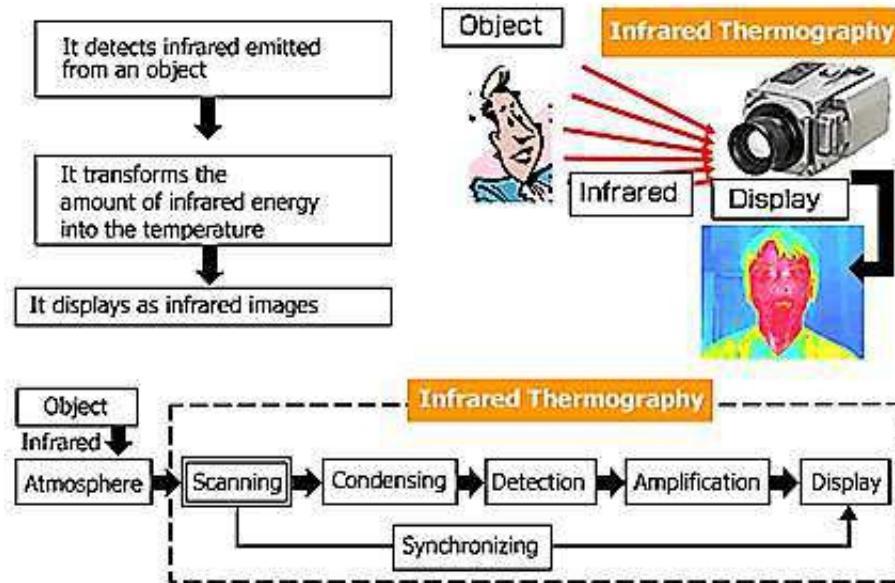 It detects infrared emitted
from an object
It transforms the
amount of infrared energy
into the temperature
It displays as infrared images
Object
Infrared Thermography
Infrared
Display
Infrared Thermography
Object
Infrared
Atmosphere
Scanning
Condensing
Detection
Amplification
Display
Synchronizing